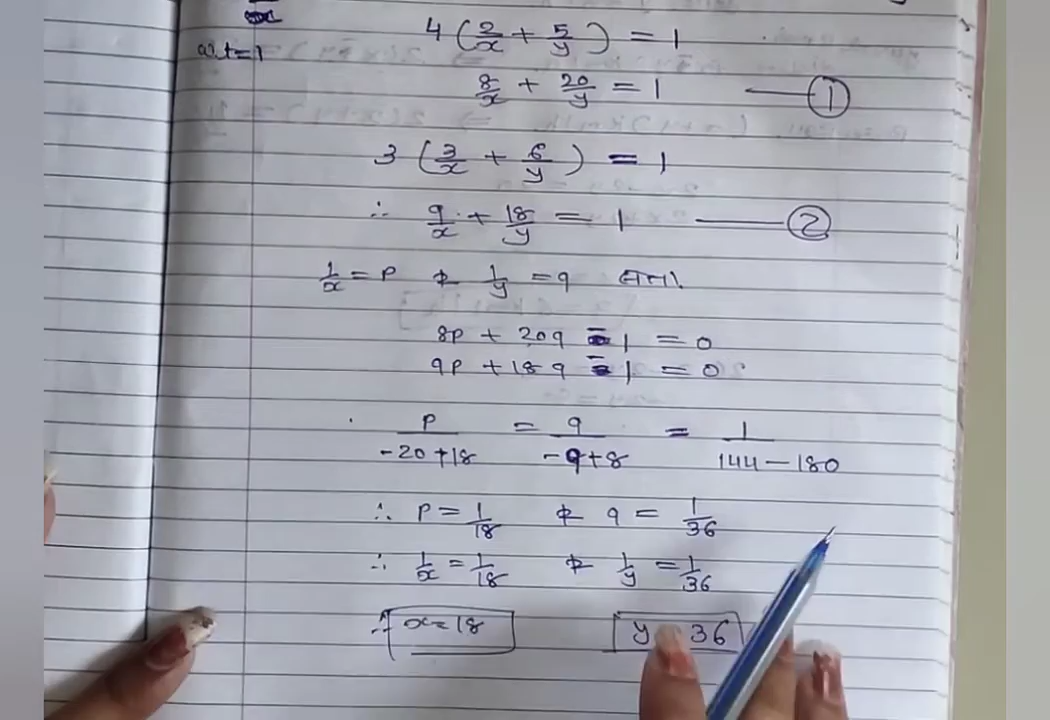 4 (2/x + 5/y) = 1
8/x + 20/y = 1 —— ①
3 (3/x + 6/y) = 1
∴ 9/x + 18/y = 1 —— ②
1/x = p & 1/y = q
8p + 20q - 1 = 0
9p + 18q - 1 = 0
p/(-20+18) = q/(-9+8) = 1/(144-180)
∴ p = 1/18 & q = 1/36
∴ 1/x = 1/18 & 1/y = 1/36
∴ x = 18 y 36